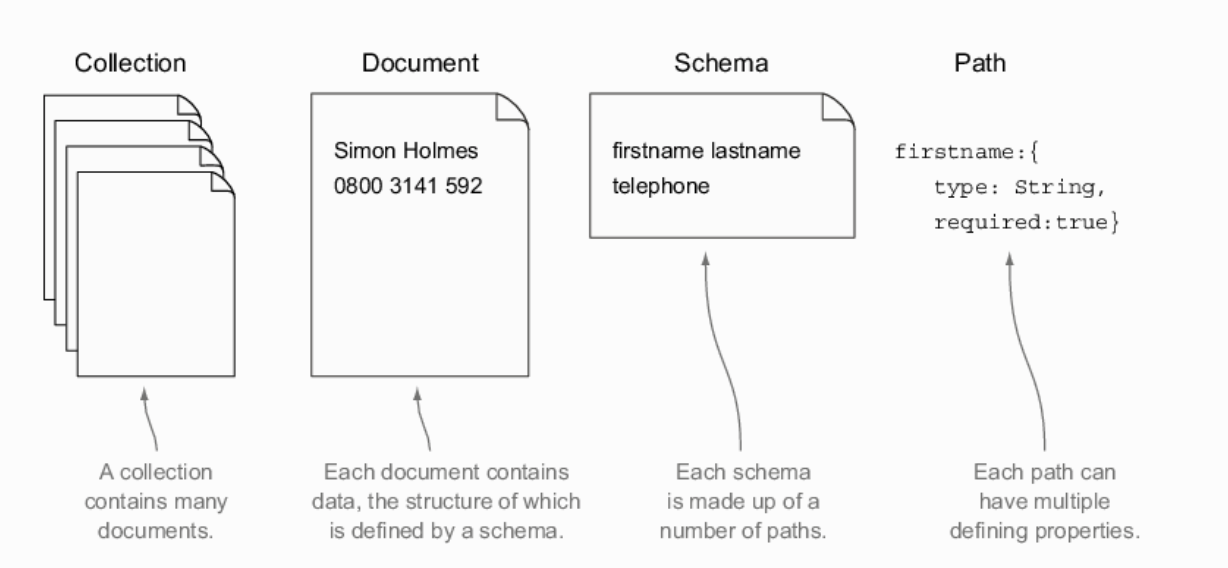 Collection
Document
Schema
Path
Simon Holmes
0800 3141 592
firstname lastname
telephone
firstname:{
type: String,
required:true}
A collection
contains many
documents.
Each document contains
data, the structure of which
is defined by a schema.
Each schema
is made up of a
number of paths.
Each path can
have multiple
defining properties.